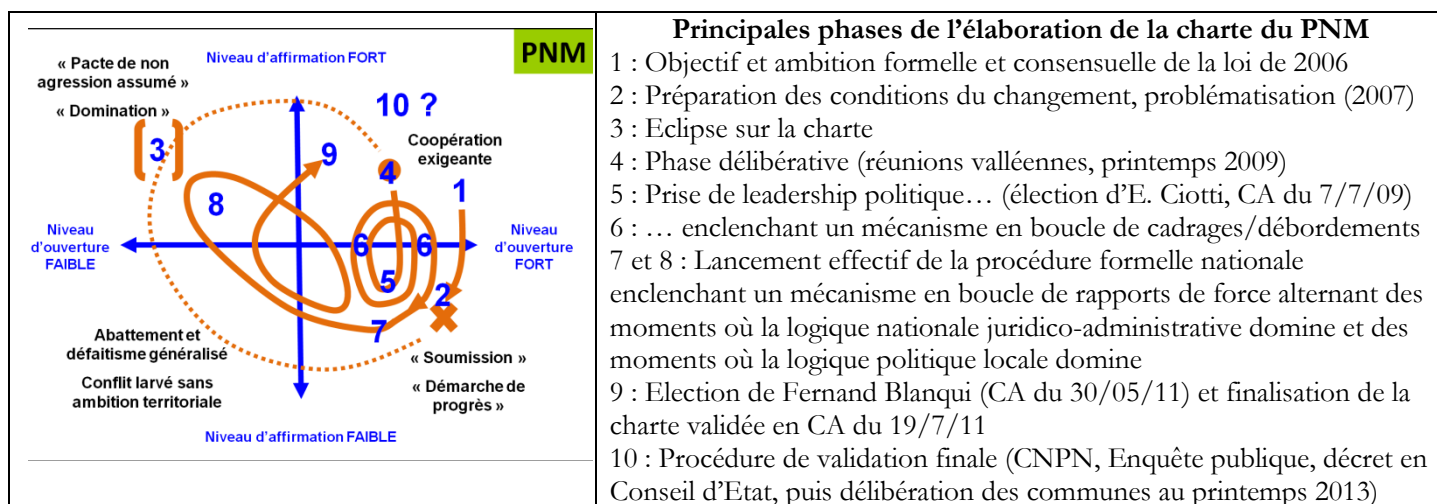 PNM
Niveau d'affirmation FORT
« Pacte de non
agression assumé »
« Domination »
10 ?
Coopération
exigeante
3
9
4
1
8
Niveau
d'ouverture
FAIBLE
6
6
Niveau
d'ouverture
FORT
5
2
7
Abattement et
défaitisme généralisé
Conflit larvé sans
ambition territoriale
« Soumission »
« Démarche de
progrès »
Niveau d'affirmation FAIBLE
Principales phases de l'élaboration de la charte du PNM
1 : Objectif et ambition formelle et consensuelle de la loi de 2006
2 : Préparation des conditions du changement, problématisation (2007)
3 : Eclipse sur la charte
4 : Phase délibérative (réunions valléennes, printemps 2009)
5 : Prise de leadership politique… (élection d'E. Ciotti, CA du 7/7/09)
6 : … enclenchant un mécanisme en boucle de cadrages/débordements
7 et 8 : Lancement effectif de la procédure formelle nationale
enclenchant un mécanisme en boucle de rapports de force alternant des
moments où la logique nationale juridico-administrative domine et des
moments où la logique politique locale domine
9 : Election de Fernand Blanqui (CA du 30/05/11) et finalisation de la
charte validée en CA du 19/7/11
10 : Procédure de validation finale (CNPN, Enquête publique, décret en
Conseil d'Etat, puis délibération des communes au printemps 2013)